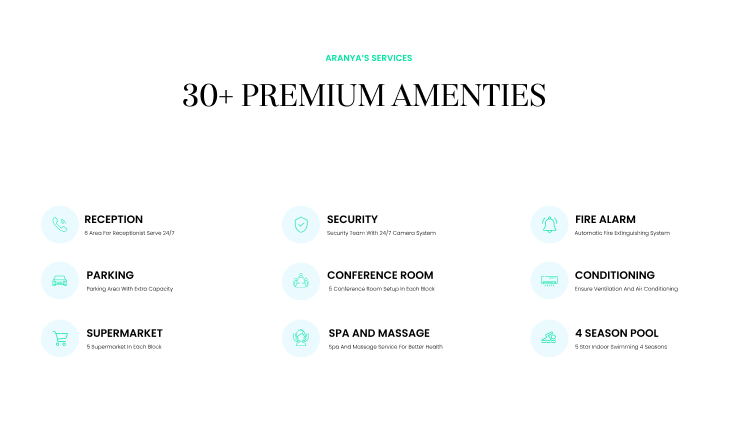 ARANYA'S SERVICES
30+ PREMIUM AMENTIES
RECEPTION
6 Area For Receptionist Serve 24/7
SECURITY
Security Team With 24/7 Camera System
FIRE ALARM
Automatic Fire Extinguishing System
PARKING
Parking Area With Extra Capacity
CONFERENCE ROOM
5 Conference Room Setup In Each Block
CONDITIONING
Ensure Ventilation And Air Conditioning
SUPERMARKET
5 Supermarket In Each Block
SPA AND MASSAGE
Spa And Massage Service For Better Health
4 SEASON POOL
5 Star Indoor Swimming 4 Seasons